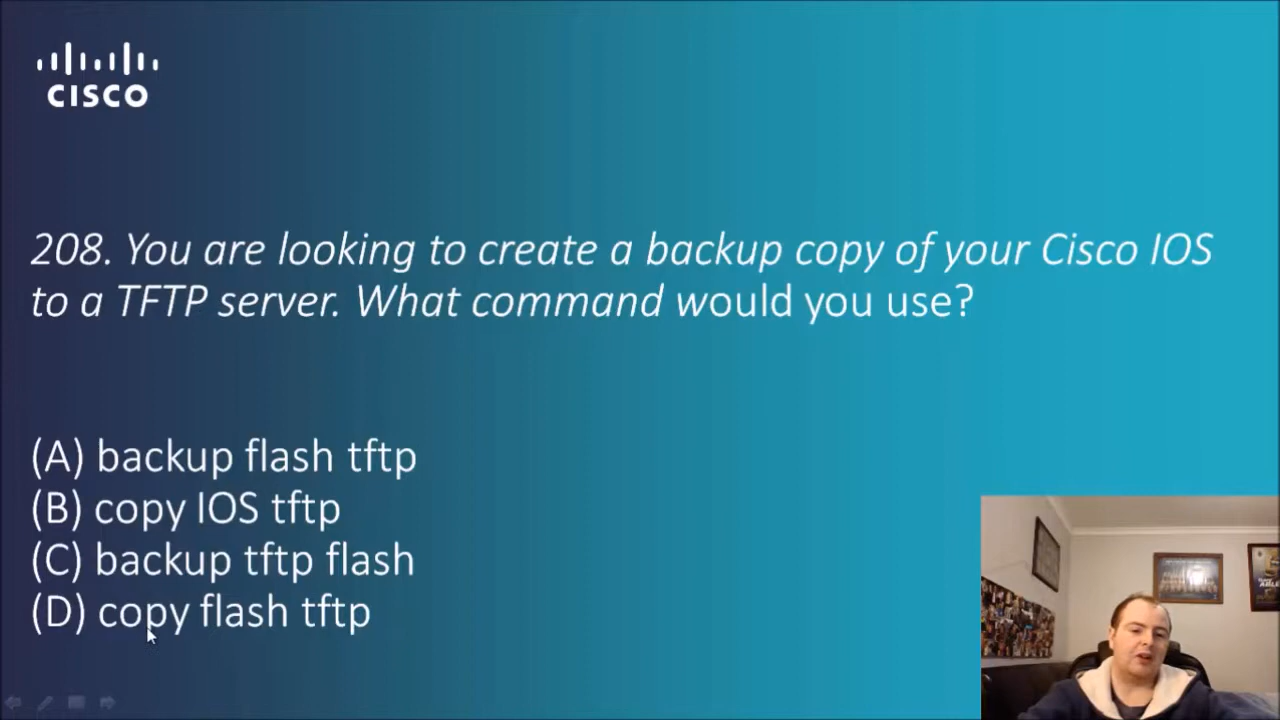 CISCO
208. You are looking to create a backup copy of your Cisco IOS
to a TFTP server. What command would you use?
(A) backup flash tftp
(B) copy IOS tftp
(C) backup tftp flash
(D) copy flash tftp